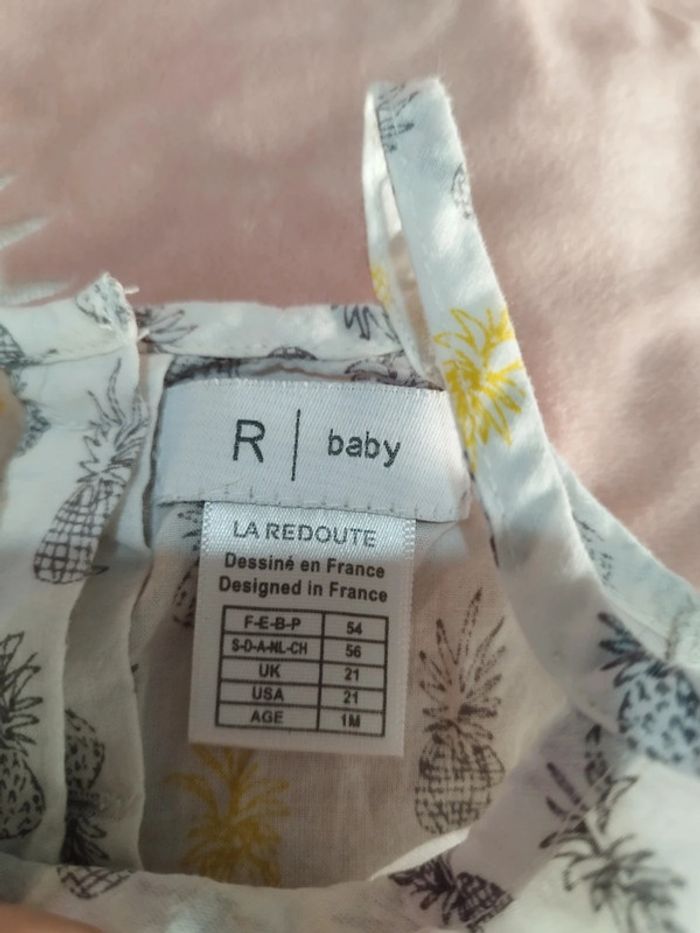 R | baby
LA REDOUTE
Dessiné en France
Designed in France
F-E-B-P 54
S-D-A-NL-CH 56
UK 21
USA 21
AGE 1M